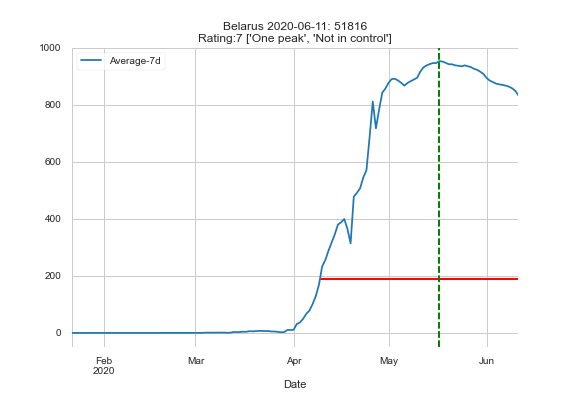 Belarus 2020-06-11: 51816
Rating:7 ['One peak', 'Not in control']
Average-7d
1000
800
600
400
200
0
Feb Mar Apr May Jun
2020
Date